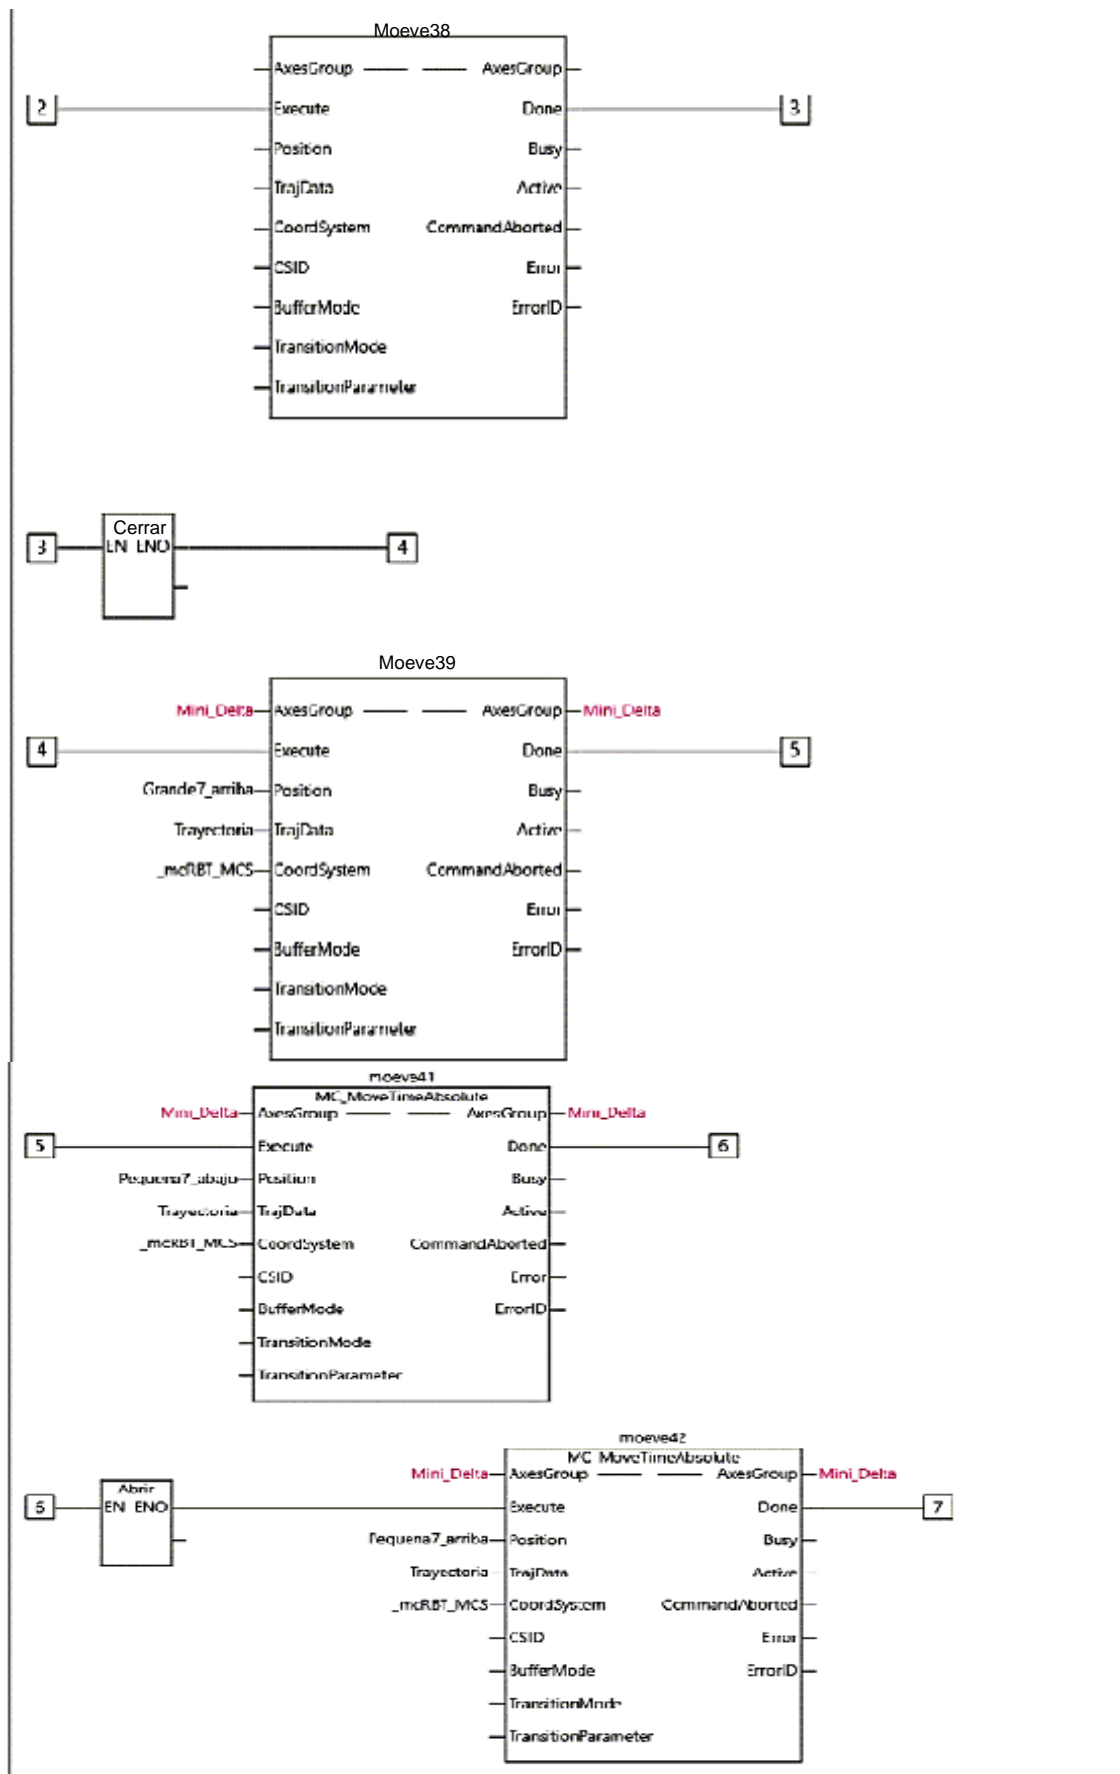 Moeve38
AxesGroup AxesGroup
2 Execute Done 3
Position Busy
TrajData Active
CoordSystem CommandAborted
CSID Error
BufferMode ErrorID
TransitionMode
TransitionParameter
Cerrar
3 EN ENO 4
Moeve39
Mini_Delta AxesGroup AxesGroup Mini_Delta
4 Execute Done 5
Grande7_arriba Position Busy
Trayectoria TrajData Active
_mcRBT_MCS CoordSystem CommandAborted
CSID Error
BufferMode ErrorID
TransitionMode
TransitionParameter
moeve41
MC_MoveTimeAbsolute
Mini_Delta AxesGroup AxesGroup Mini_Delta
5 Execute Done 6
Pequena7_abajo Position Busy
Trayectoria TrajData Active
_mcRBT_MCS CoordSystem CommandAborted
CSID Error
BufferMode ErrorID
TransitionMode
TransitionParameter
moeve42
MC_MoveTimeAbsolute
Mini_Delta AxesGroup AxesGroup Mini_Delta
Abrir
6 EN ENO Execute Done 7
Pequena7_arriba Position Busy
Trayectoria TrajData Active
_mcRBT_MCS CoordSystem CommandAborted
CSID Error
BufferMode ErrorID
TransitionMode
TransitionParameter